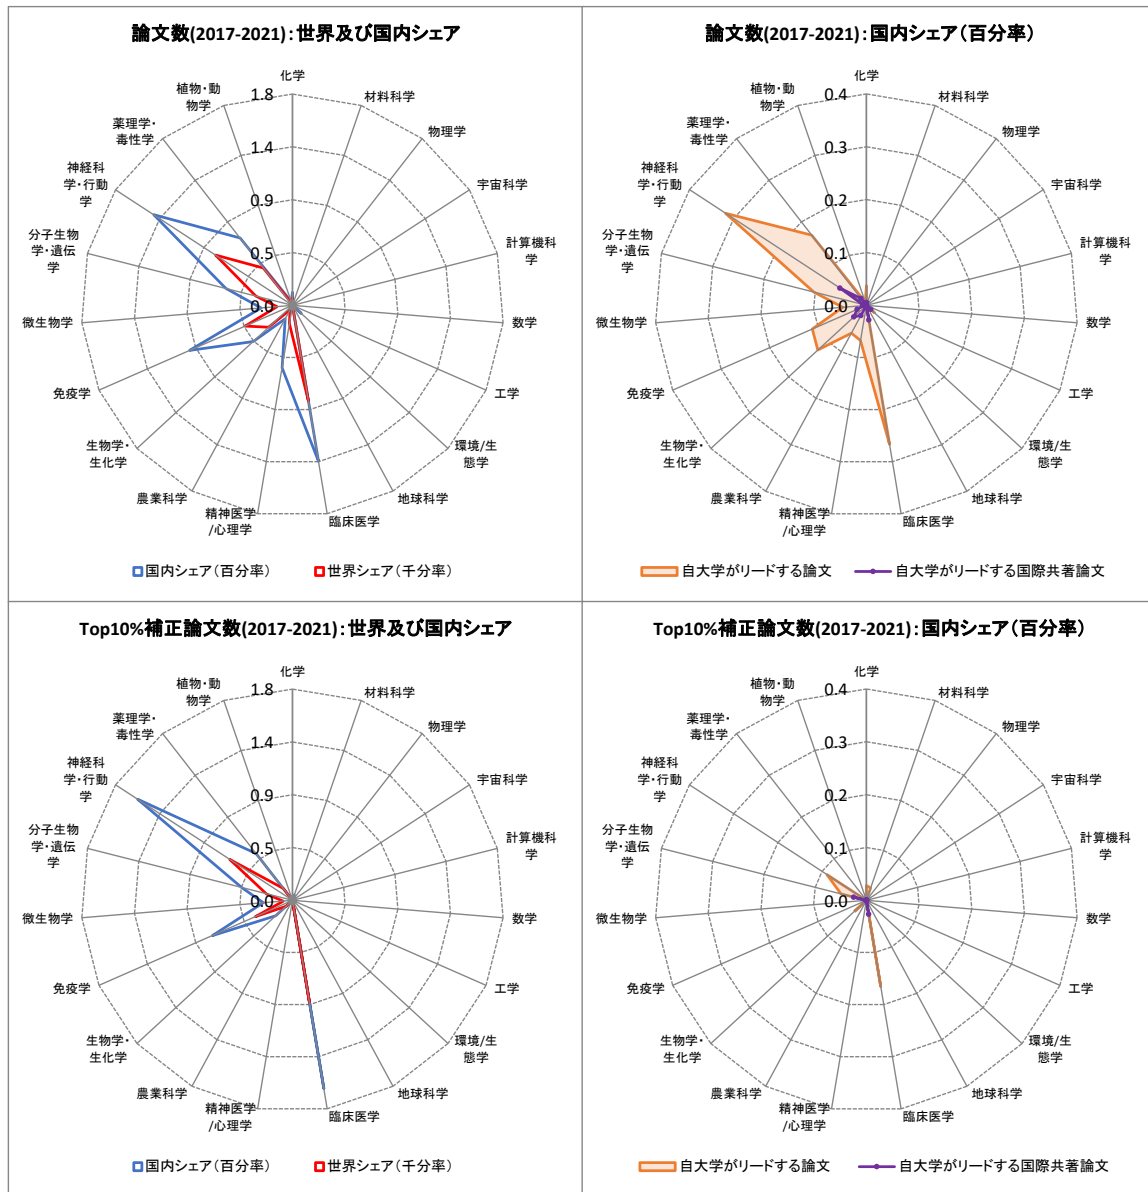 論文数(2017-2021):世界及び国内シェア
化学
材料科学
物理学
宇宙科学
計算機科
学
数学
工学
環境/生
態学
地球科学
臨床医学
精神医学
/心理学
農業科学
生物学・
生化学
免疫学
微生物学
分子生物
学・遺伝
学
神経科
学・行動
学
薬理学・
毒性学
植物・動
物学
1.8
1.4
0.9
0.5
0.0
国内シェア(百分率)
世界シェア(千分率)
論文数(2017-2021):国内シェア(百分率)
化学
材料科学
物理学
宇宙科学
計算機科
学
数学
工学
環境/生
態学
地球科学
臨床医学
精神医学
/心理学
農業科学
生物学・
生化学
免疫学
微生物学
分子生物
学・遺伝
学
神経科
学・行動
学
薬理学・
毒性学
植物・動
物学
0.4
0.3
0.2
0.1
0.0
自大学がリードする論文
自大学がリードする国際共著論文
Top10%補正論文数(2017-2021):世界及び国内シェア
化学
材料科学
物理学
宇宙科学
計算機科
学
数学
工学
環境/生
態学
地球科学
臨床医学
精神医学
/心理学
農業科学
生物学・
生化学
免疫学
微生物学
分子生物
学・遺伝
学
神経科
学・行動
学
薬理学・
毒性学
植物・動
物学
1.8
1.4
0.9
0.5
0.0
国内シェア(百分率)
世界シェア(千分率)
Top10%補正論文数(2017-2021):国内シェア(百分率)
化学
材料科学
物理学
宇宙科学
計算機科
学
数学
工学
環境/生
態学
地球科学
臨床医学
精神医学
/心理学
農業科学
生物学・
生化学
免疫学
微生物学
分子生物
学・遺伝
学
神経科
学・行動
学
薬理学・
毒性学
植物・動
物学
0.4
0.3
0.2
0.1
0.0
自大学がリードする論文
自大学がリードする国際共著論文